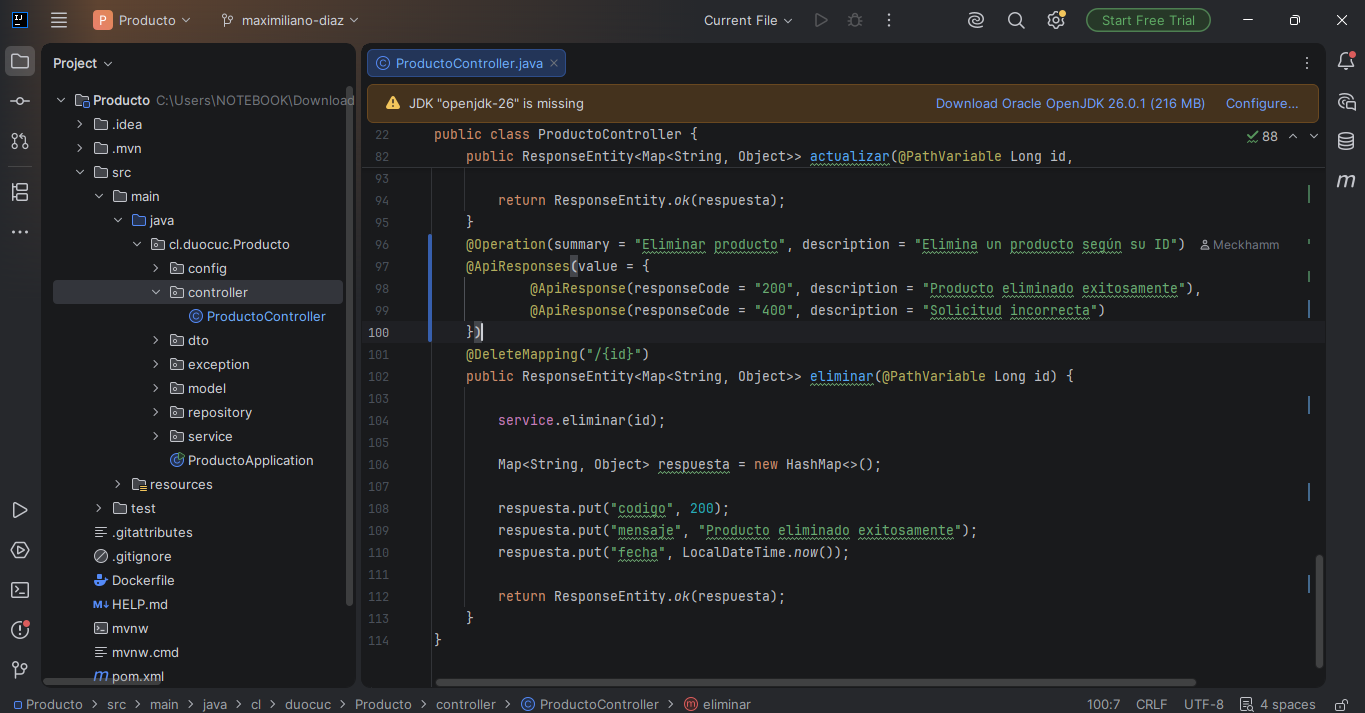 Producto
maximiliano-diaz
Current File
Start Free Trial
Project
Producto C:\Users\NOTEBOOK\Download
.idea
.mvn
src
main
java
cl.duocuc.Producto
config
controller
ProductoController
dto
exception
model
repository
service
ProductoApplication
resources
test
.gitattributes
.gitignore
Dockerfile
HELP.md
mvnw
mvnw.cmd
pom.xml
ProductoController.java
JDK "openjdk-26" is missing
Download Oracle OpenJDK 26.0.1 (216 MB) Configure...
88
22 public class ProductoController {
82 public ResponseEntity<Map<String, Object>> actualizar(@PathVariable Long id,
93
94 return ResponseEntity.ok(respuesta);
95 }
96 @Operation(summary = "Eliminar producto", description = "Elimina un producto según su ID") Meckhamm
97 @ApiResponses(value = {
98 @ApiResponse(responseCode = "200", description = "Producto eliminado exitosamente"),
99 @ApiResponse(responseCode = "400", description = "Solicitud incorrecta")
100 })
101 @DeleteMapping("/{id}")
102 public ResponseEntity<Map<String, Object>> eliminar(@PathVariable Long id) {
103
104 service.eliminar(id);
105
106 Map<String, Object> respuesta = new HashMap<>();
107
108 respuesta.put("codigo", 200);
109 respuesta.put("mensaje", "Producto eliminado exitosamente");
110 respuesta.put("fecha", LocalDateTime.now());
111
112 return ResponseEntity.ok(respuesta);
113 }
114 }
Producto > src > main > java > cl > duocuc > Producto > controller > ProductoController > eliminar
100:7 CRLF UTF-8 4 spaces